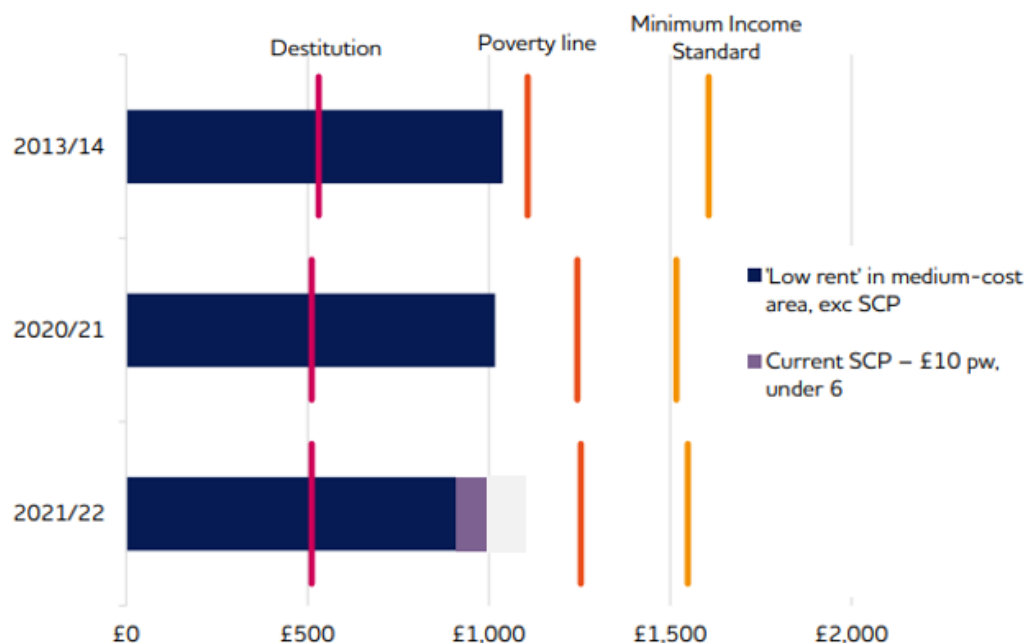 Destitution
Poverty line
Minimum Income
Standard
2013/14
2020/21
2021/22
'Low rent' in medium-cost
area, exc SCP
Current SCP – £10 pw,
under 6
£0
£500
£1,000
£1,500
£2,000